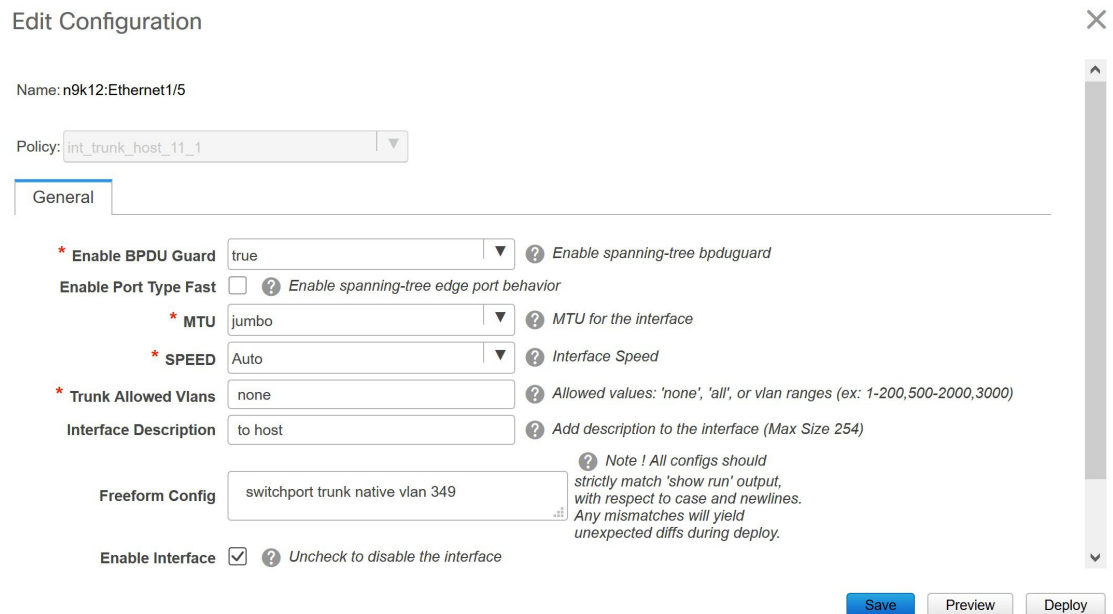 Edit Configuration
Name: n9k12:Ethernet1/5
Policy: int_trunk_host_11_1
General
* Enable BPDU Guard true Enable spanning-tree bpduguard
Enable Port Type Fast Enable spanning-tree edge port behavior
* MTU jumbo MTU for the interface
* SPEED Auto Interface Speed
* Trunk Allowed Vlans none Allowed values: 'none', 'all', or vlan ranges (ex: 1-200,500-2000,3000)
Interface Description to host Add description to the interface (Max Size 254)
Freeform Config switchport trunk native vlan 349
Note ! All configs should
strictly match 'show run' output,
with respect to case and newlines.
Any mismatches will yield
unexpected diffs during deploy.
Enable Interface Uncheck to disable the interface
Save Preview Deploy